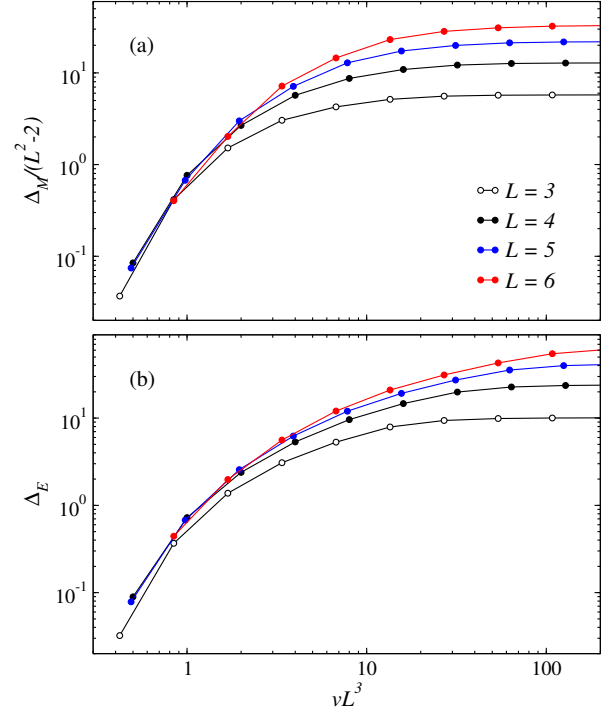 (a)
10^1
10^0
10^-1
Δ_M/(L^2-2)
L = 3
L = 4
L = 5
L = 6
(b)
10^1
10^0
10^-1
Δ_E
1 10 100
vL^3